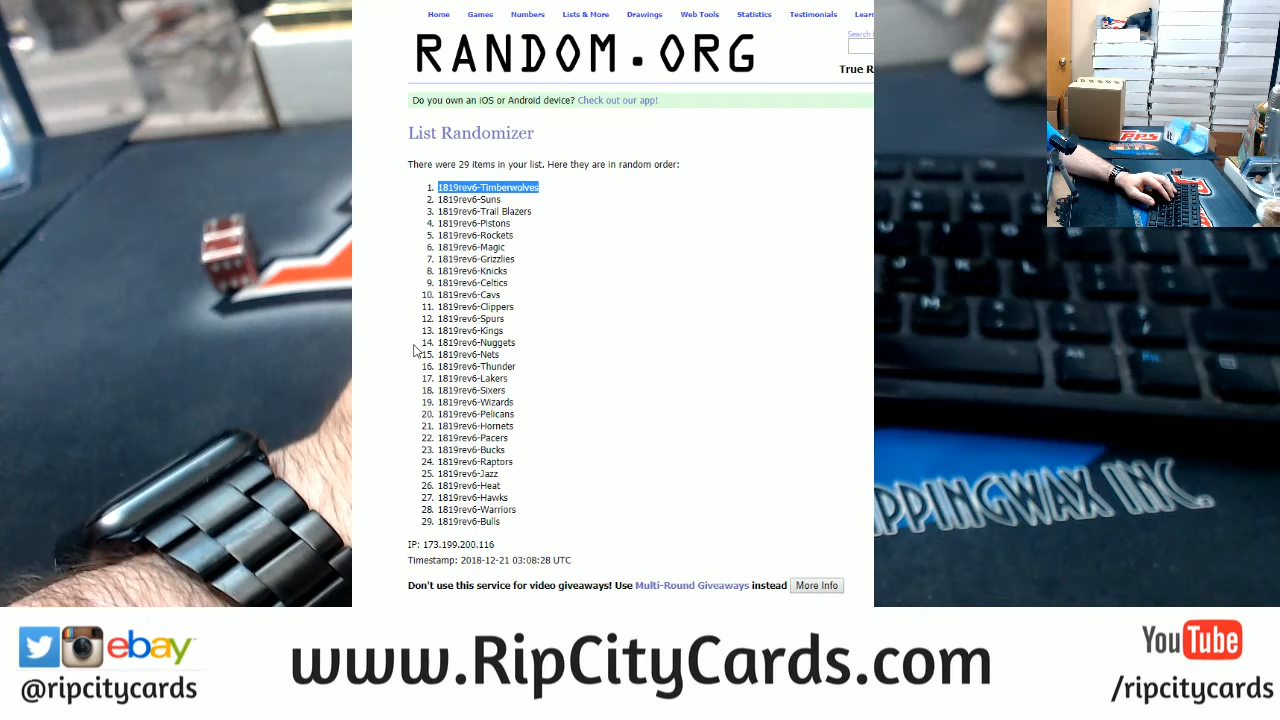 Home Games Numbers Lists & More Drawings Web Tools Statistics Testimonials Learn
RANDOM.ORG
Search
True R
Do you own an iOS or Android device? Check out our app!
List Randomizer
There were 29 items in your list. Here they are in random order:
1. 1819rev6-Timberwolves
2. 1819rev6-Suns
3. 1819rev6-Trail Blazers
4. 1819rev6-Pistons
5. 1819rev6-Rockets
6. 1819rev6-Magic
7. 1819rev6-Grizzlies
8. 1819rev6-Knicks
9. 1819rev6-Celtics
10. 1819rev6-Cavs
11. 1819rev6-Clippers
12. 1819rev6-Spurs
13. 1819rev6-Kings
14. 1819rev6-Nuggets
15. 1819rev6-Nets
16. 1819rev6-Thunder
17. 1819rev6-Lakers
18. 1819rev6-Sixers
19. 1819rev6-Wizards
20. 1819rev6-Pelicans
21. 1819rev6-Hornets
22. 1819rev6-Pacers
23. 1819rev6-Bucks
24. 1819rev6-Raptors
25. 1819rev6-Jazz
26. 1819rev6-Heat
27. 1819rev6-Hawks
28. 1819rev6-Warriors
29. 1819rev6-Bulls
IP: 173.199.200.116
Timestamp: 2018-12-21 03:08:28 UTC
Don't use this service for video giveaways! Use Multi-Round Giveaways instead More Info
PPINGWAX INC.
ebay
@ripcitycards
www.RipCityCards.com
YouTube
/ripcitycards